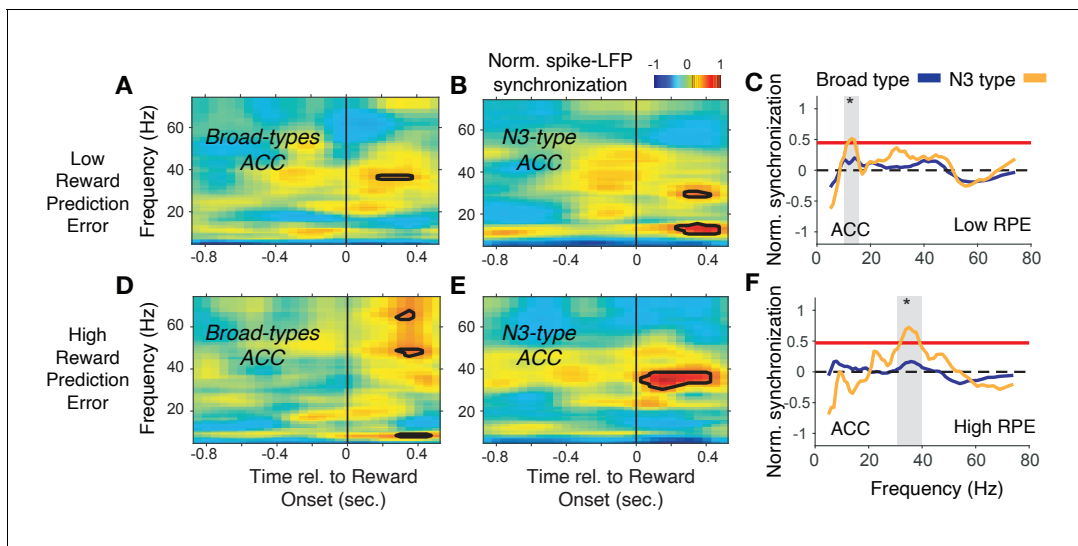 Norm. spike-LFP
synchronization
-1 0 1
A
Low
Reward
Prediction
Error
Frequency (Hz)
60
40
20
Broad-types
ACC
-0.8 -0.4 0 0.4
B
60
40
20
N3-type
ACC
-0.8 -0.4 0 0.4
C
Broad type N3 type
Norm. synchronization
1
0.5
0
-0.5
-1
*
ACC
Low RPE
0 20 40 60 80
D
High
Reward
Prediction
Error
Frequency (Hz)
60
40
20
Broad-types
ACC
-0.8 -0.4 0 0.4
E
60
40
20
N3-type
ACC
-0.8 -0.4 0 0.4
Time rel. to Reward
Onset (sec.)
Time rel. to Reward
Onset (sec.)
F
Norm. synchronization
1
0.5
0
-0.5
-1
*
ACC
High RPE
0 20 40 60 80
Frequency (Hz)